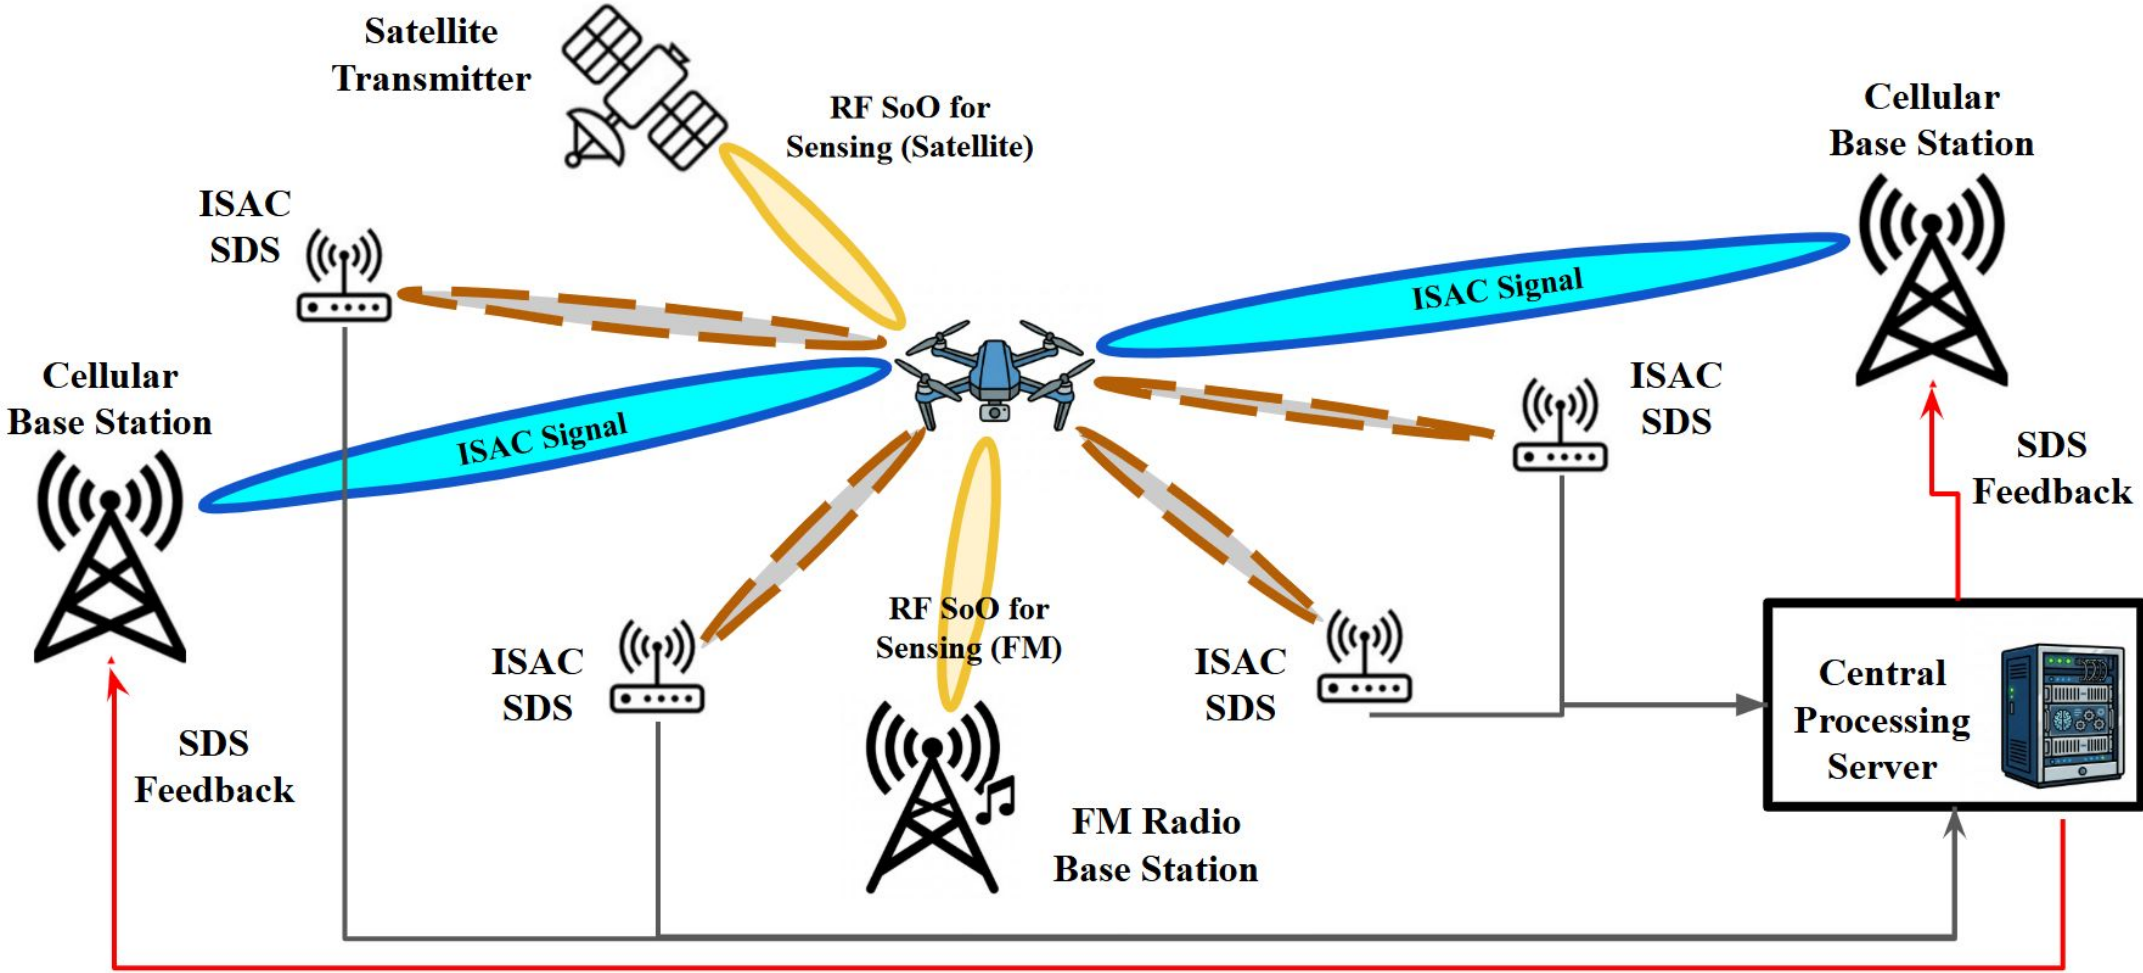 Satellite
Transmitter
RF SoO for
Sensing (Satellite)
Cellular
Base Station
ISAC
SDS
ISAC Signal
Cellular
Base Station
ISAC Signal
ISAC
SDS
SDS
Feedback
RF SoO for
Sensing (FM)
ISAC
SDS
ISAC
SDS
Central
Processing
Server
SDS
Feedback
FM Radio
Base Station